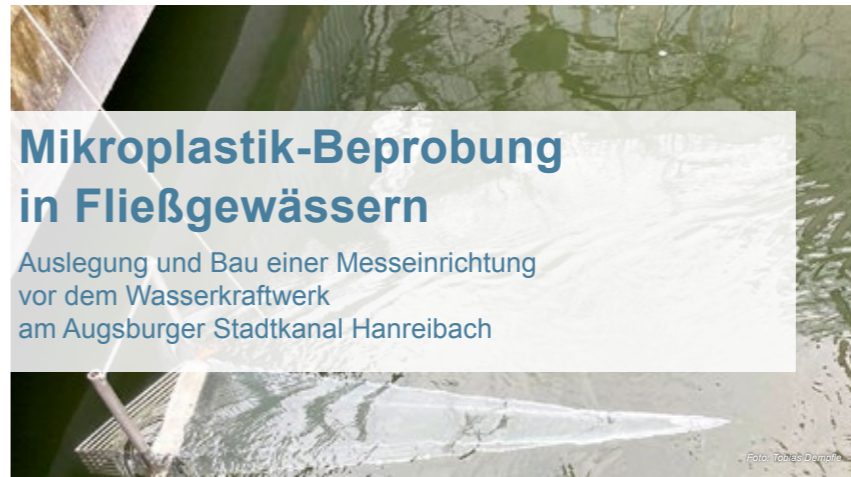 Mikroplastik-Beprobung
in Fließgewässern
Auslegung und Bau einer Messeinrichtung
vor dem Wasserkraftwerk
am Augsburger Stadtkanal Hanreibach
Foto: Tobias Dempfle